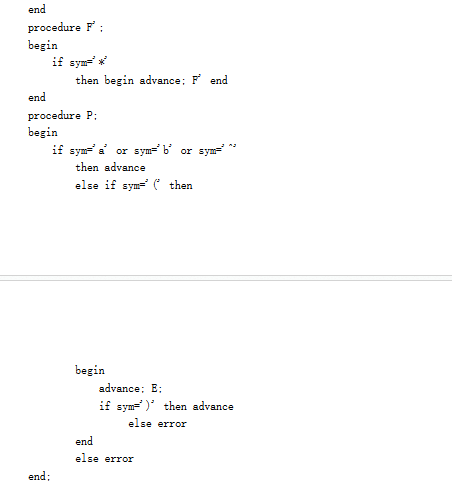 end
procedure F';
begin
if sym='*'
then begin advance; F' end
end
procedure P;
begin
if sym='a' or sym='b' or sym='^'
then advance
else if sym='(' then
begin
advance; E;
if sym=')' then advance
else error
end
else error
end;